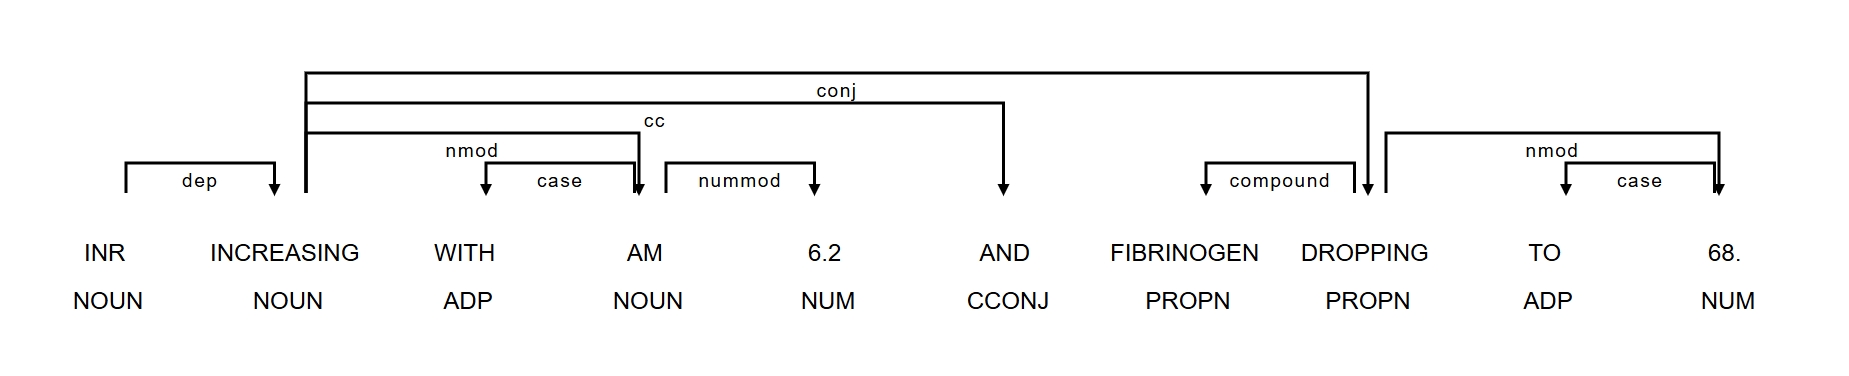 conj
cc
nmod nmod
dep case nummod compound case
INR INCREASING WITH AM 6.2 AND FIBRINOGEN DROPPING TO 68.
NOUN NOUN ADP NOUN NUM CCONJ PROPN PROPN ADP NUM